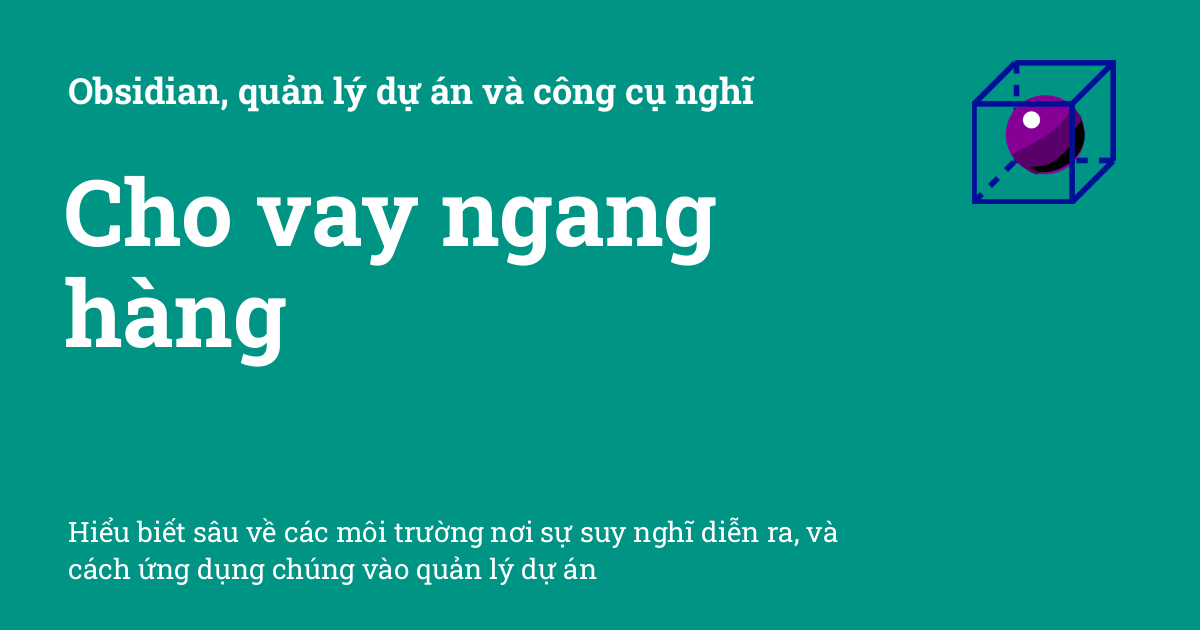 Obsidian, quản lý dự án và công cụ nghĩ
Cho vay ngang
hàng
Hiểu biết sâu về các môi trường nơi sự suy nghĩ diễn ra, và
cách ứng dụng chúng vào quản lý dự án